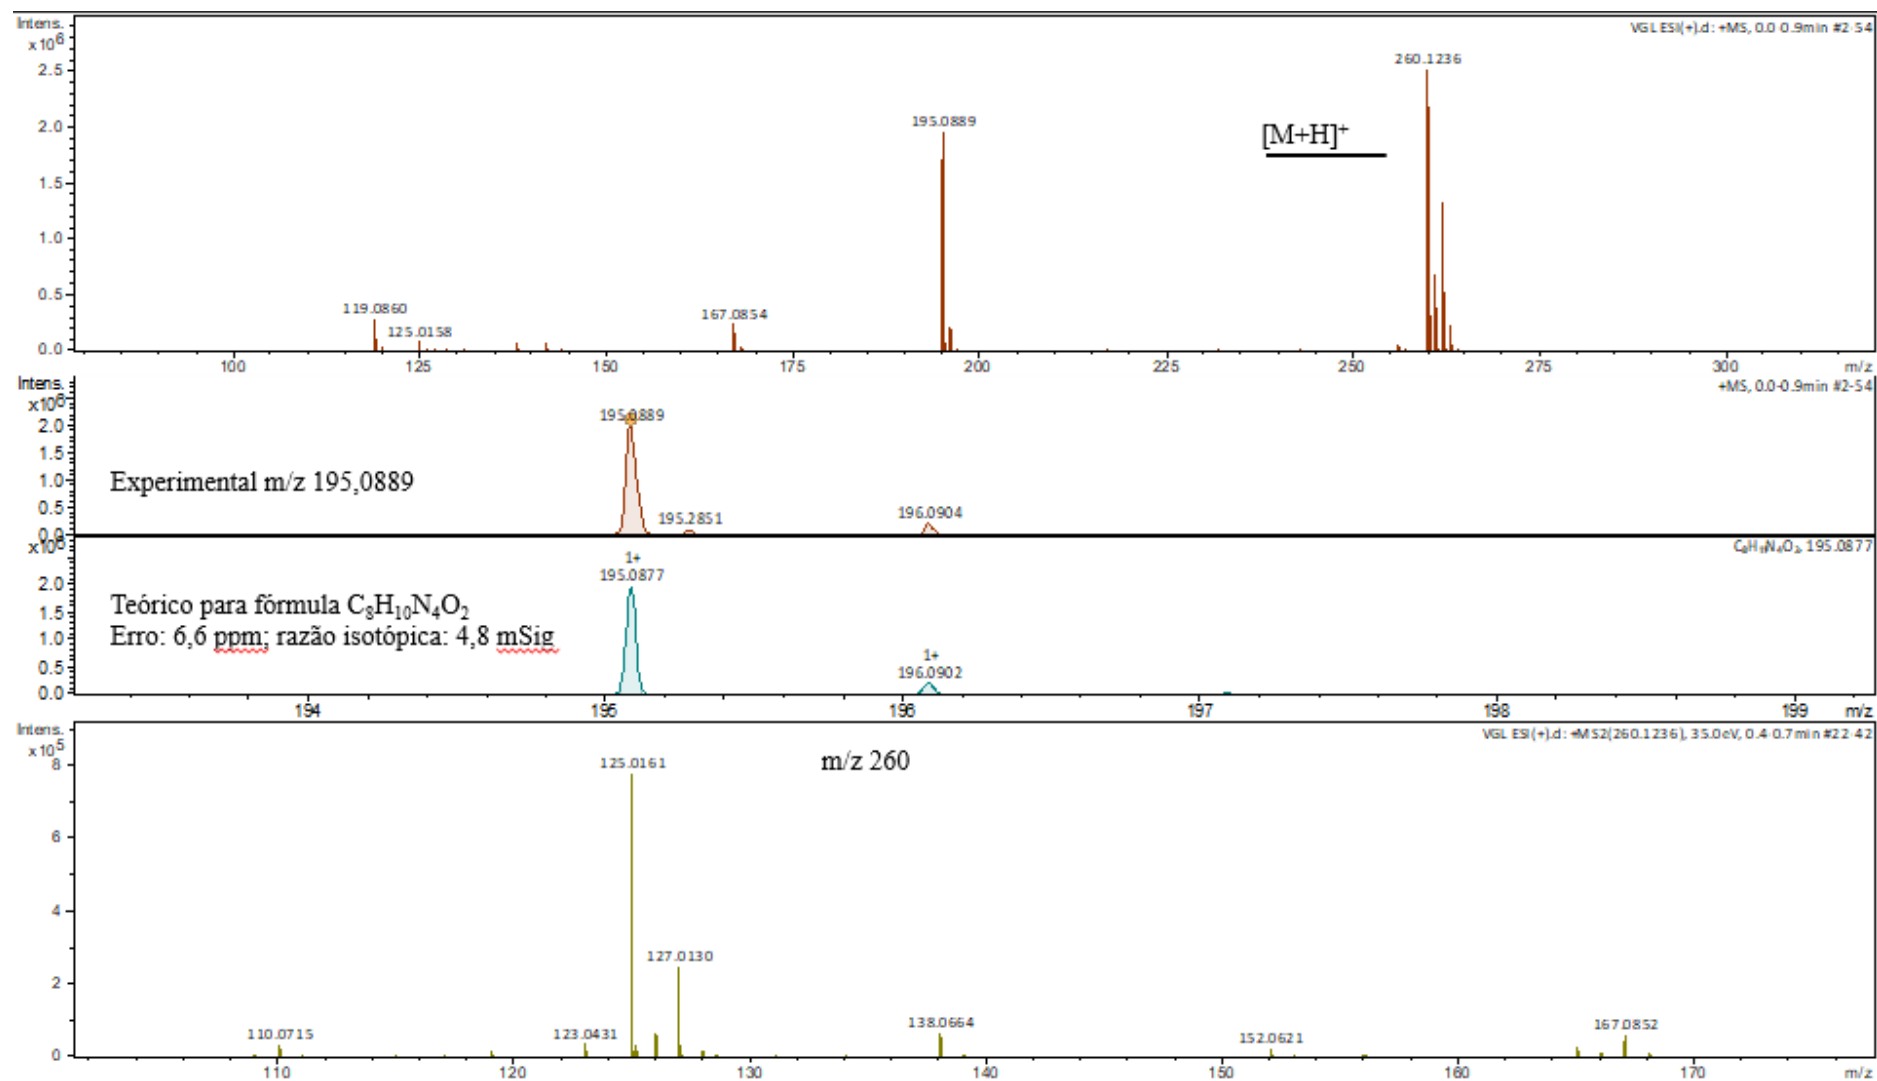 Intens.
x10⁶
VGL ESI(+).d: +MS, 0.0-0.9min #2-54
260.1236
2.5
195.0889
2.0
[M+H]⁺
1.5
1.0
0.5
119.0860
125.0158
167.0854
0.0
100 125 150 175 200 225 250 275 300 m/z
Intens.
x10⁶
+MS, 0.0-0.9min #2-54
195.0889
2.0
1.5
Experimental m/z 195,0889
1.0
0.5
195.2851
196.0904
0.0
x10⁶
C₈H₁₁N₄O₂, 195.0877
1+
195.0877
2.0
Teórico para fórmula C₈H₁₀N₄O₂
1.5
Erro: 6,6 ppm; razão isotópica: 4,8 mSig
1.0
1+
196.0902
0.5
0.0
194 195 196 197 198 199 m/z
Intens.
x10⁵
VGL ESI(+).d: +MS2(260.1236), 35.0eV, 0.4-0.7min #22-42
8
125.0161
m/z 260
6
4
127.0130
2
110.0715
123.0431
138.0664
152.0621
167.0852
0
110 120 130 140 150 160 170 m/z